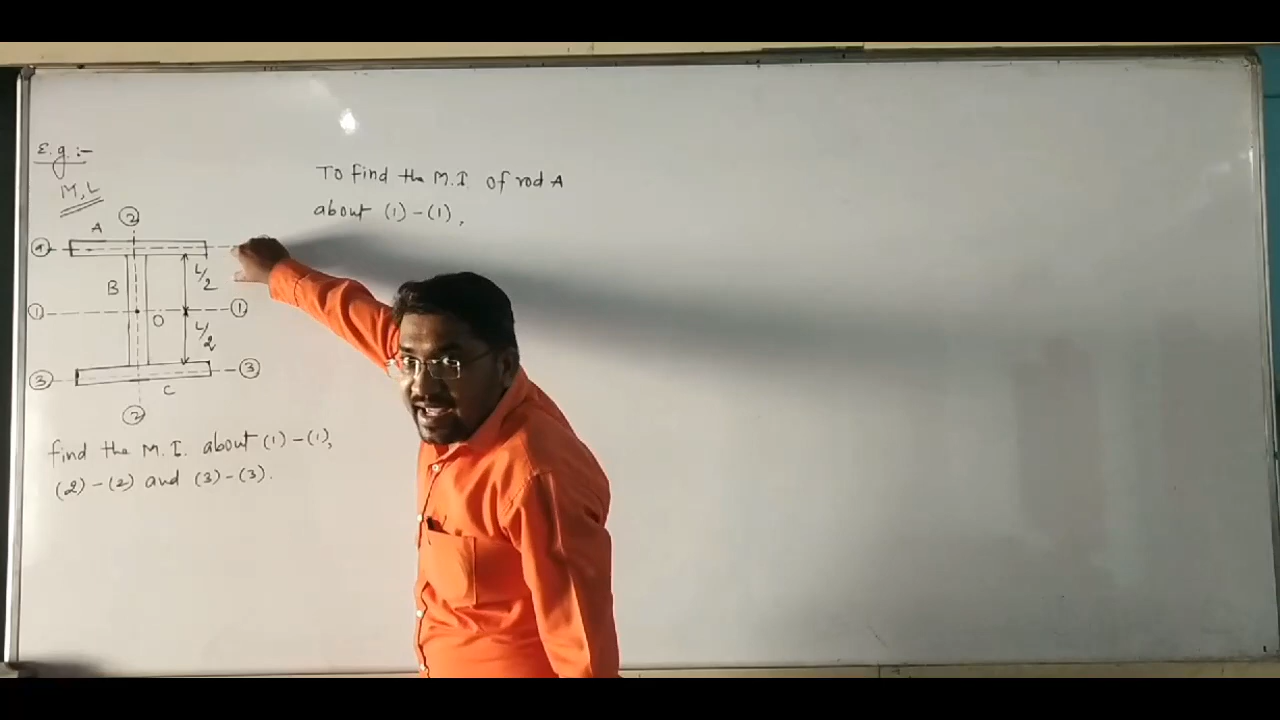 E.g :-
M, L
2
A
4
L/2
B
1
O
1
L/2
3
3
C
2
find the M.I. about (1)-(1),
(2)-(2) and (3)-(3).
To find the M.I. of rod A
about (1)-(1),